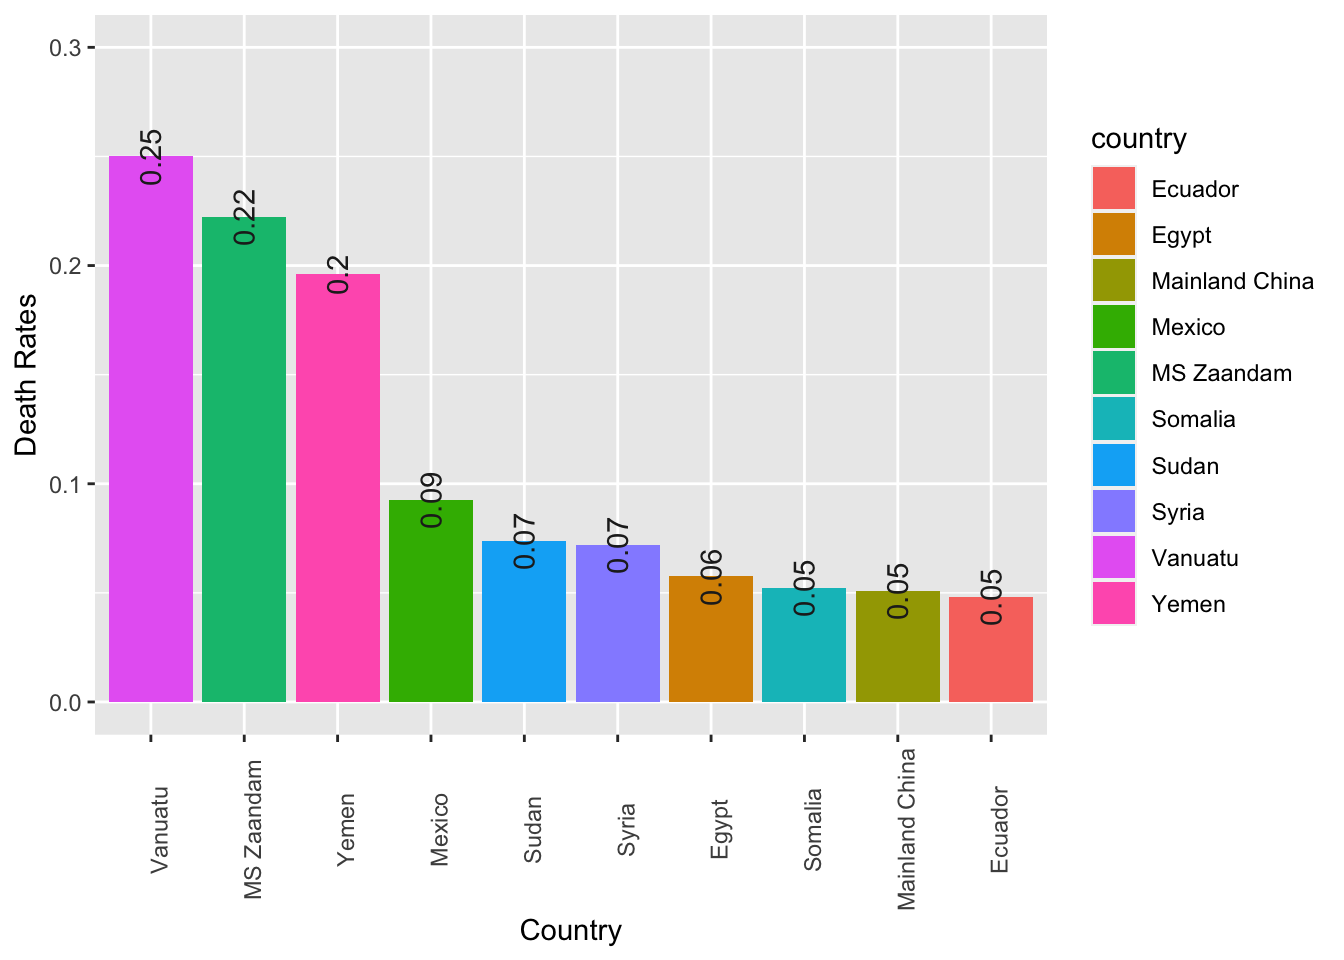 0.3
0.2
0.1
0.0
Death Rates
0.25
0.22
0.2
0.09
0.07
0.07
0.06
0.05
0.05
0.05
Vanuatu
MS Zaandam
Yemen
Mexico
Sudan
Syria
Egypt
Somalia
Mainland China
Ecuador
Country
country
Ecuador
Egypt
Mainland China
Mexico
MS Zaandam
Somalia
Sudan
Syria
Vanuatu
Yemen